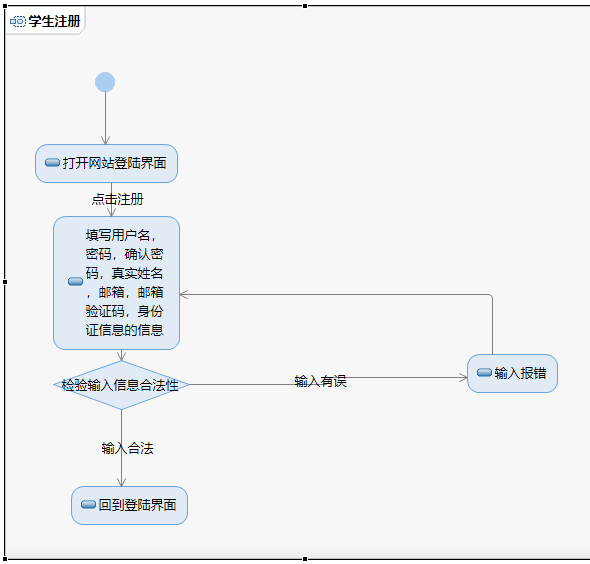 学生注册
打开网站登陆界面
点击注册
填写用户名，
密码，确认密
码，真实姓名
，邮箱，邮箱
验证码，身份
证信息的信息
检验输入信息合法性
输入有误
输入报错
输入合法
回到登陆界面